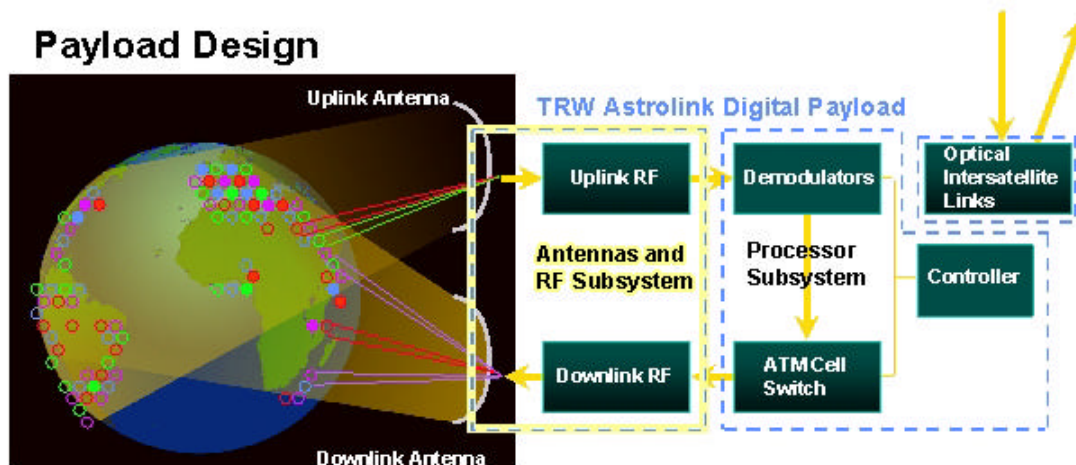 Payload Design
Uplink Antenna
TRW Astrolink Digital Payload
Uplink RF
Demodulators
Optical
Intersatellite
Links
Antennas and
RF Subsystem
Processor
Subsystem
Controller
Downlink RF
ATM Cell
Switch
Downlink Antenna